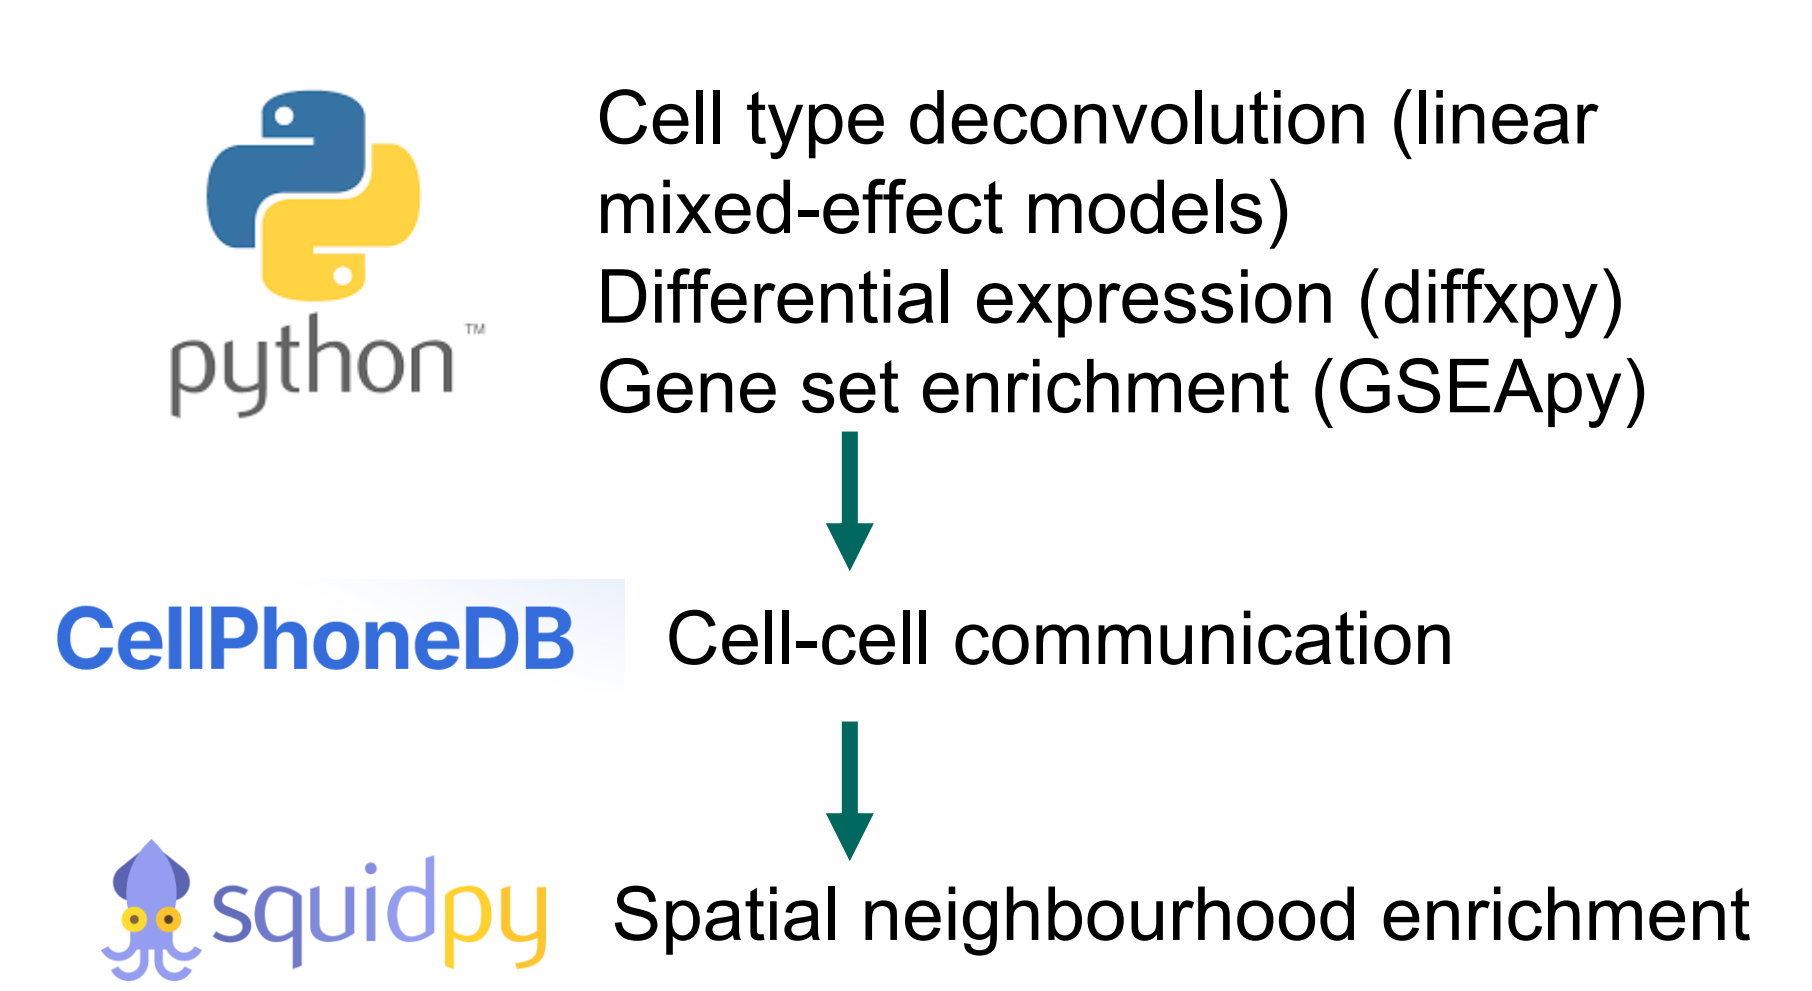 Cell type deconvolution (linear
mixed-effect models)
Differential expression (diffxpy)
Gene set enrichment (GSEApy)
python™
CellPhoneDB
Cell-cell communication
squidpy
Spatial neighbourhood enrichment